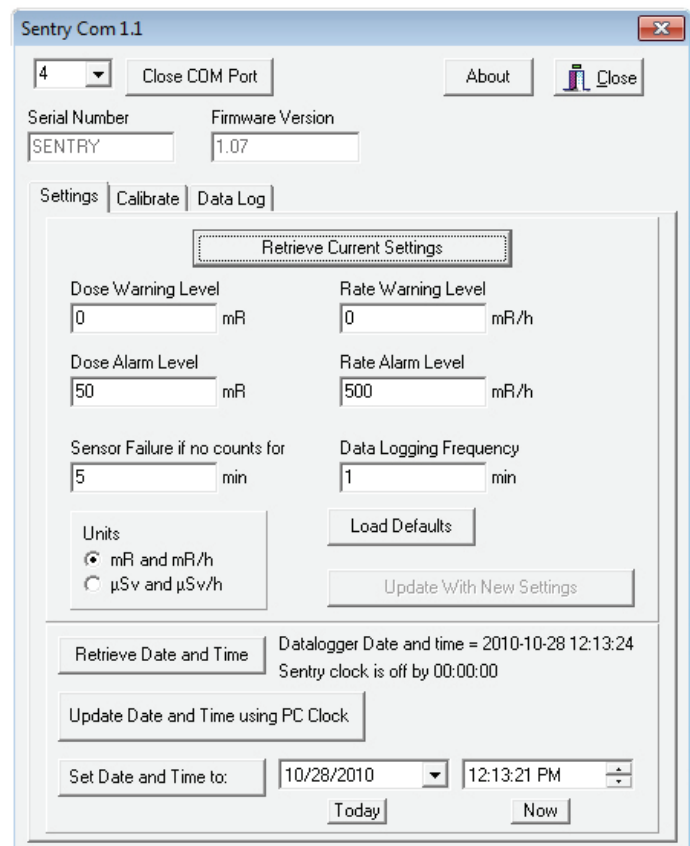 Sentry Com 1.1
4 Close COM Port About Close
Serial Number Firmware Version
SENTRY 1.07
Settings Calibrate Data Log
Retrieve Current Settings
Dose Warning Level Rate Warning Level
0 mR 0 mR/h
Dose Alarm Level Rate Alarm Level
50 mR 500 mR/h
Sensor Failure if no counts for Data Logging Frequency
5 min 1 min
Units Load Defaults
mR and mR/h
µSv and µSv/h Update With New Settings
Retrieve Date and Time Datalogger Date and time = 2010-10-28 12:13:24
Sentry clock is off by 00:00:00
Update Date and Time using PC Clock
Set Date and Time to: 10/28/2010 12:13:21 PM
Today Now